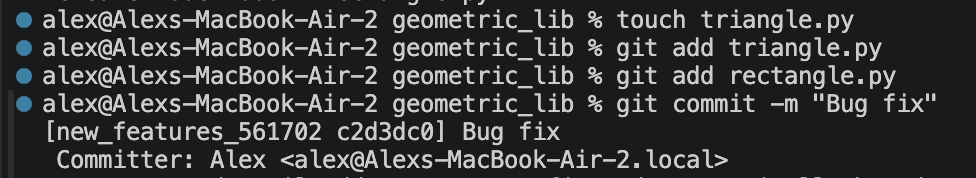 alex@Alexs-MacBook-Air-2 geometric_lib % touch triangle.py
alex@Alexs-MacBook-Air-2 geometric_lib % git add triangle.py
alex@Alexs-MacBook-Air-2 geometric_lib % git add rectangle.py
alex@Alexs-MacBook-Air-2 geometric_lib % git commit -m "Bug fix"
[new_features_561702 c2d3dc0] Bug fix
Committer: Alex <alex@Alexs-MacBook-Air-2.local>